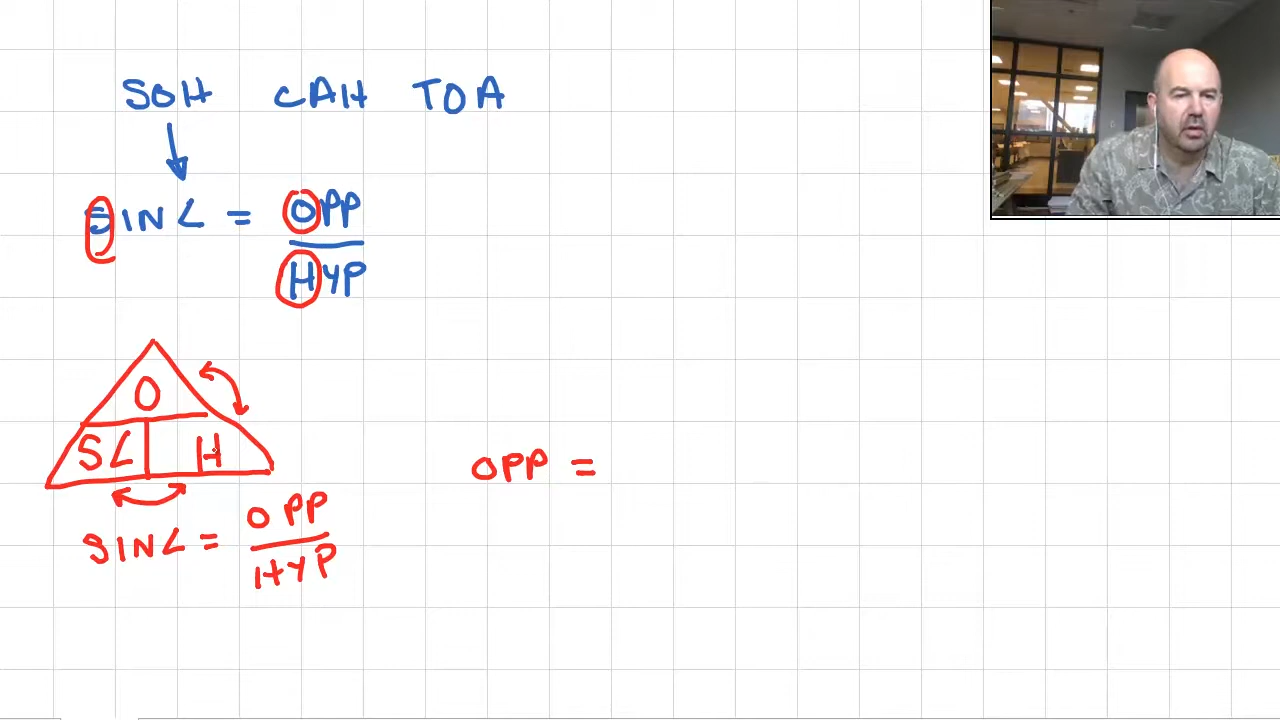 SOH CAH TOA
SIN∠ = OPP
HYP
O
S∠ H
OPP =
SIN∠ = OPP
HYP